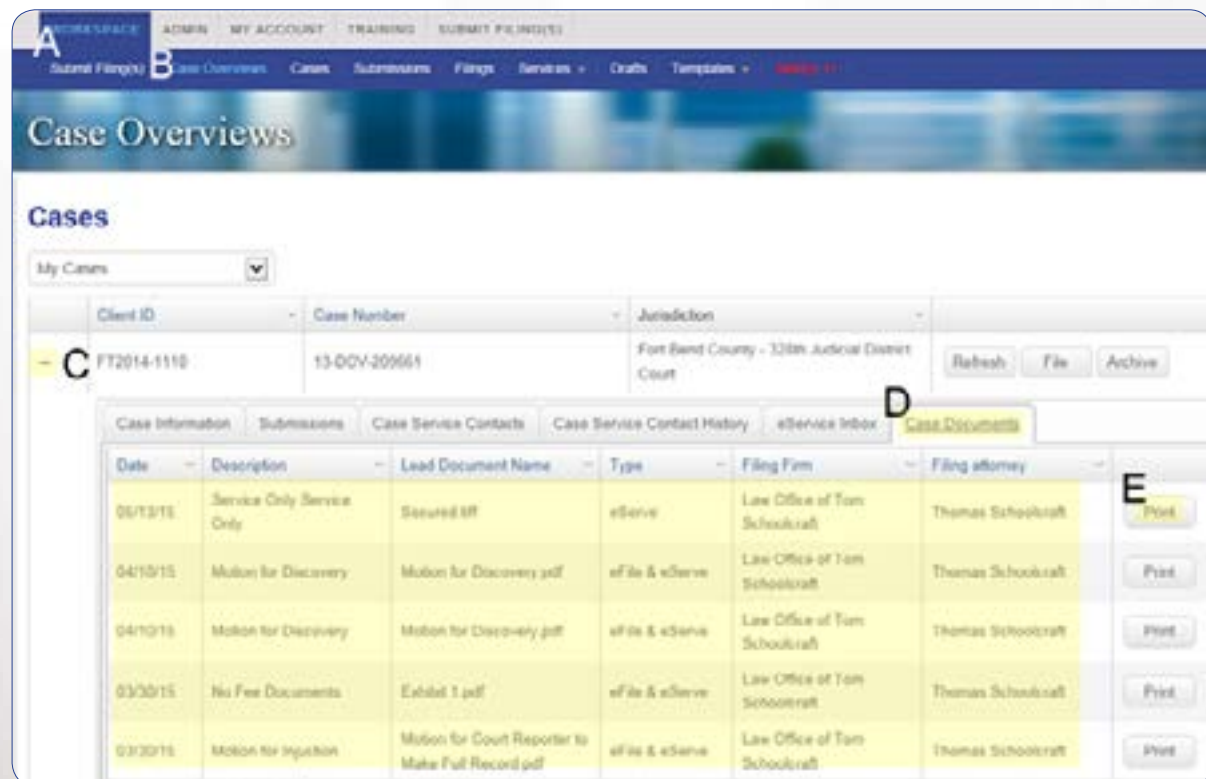 WORKSPACE ADMIN MY ACCOUNT TRAINING SUBMIT FILING(S)
A
Submit Filing(s) B Case Overviews Cases Submissions Filings Services Drafts Templates
Case Overviews
Cases
My Cases
Client ID Case Number Jurisdiction
– C FT2014-1110 13-DCV-209661 Fort Bend County - 328th Judicial District
Court
Refresh File Archive
D
Case Information Submissions Case Service Contacts Case Service Contact History eService Inbox Case Documents
Date Description Lead Document Name Type Filing Firm Filing attorney
E
05/13/15 Service Only Service
Only
Secured.tiff eServe Law Office of Tom
Schoolcraft
Thomas Schoolcraft Print
04/10/15 Motion for Discovery Motion for Discovery.pdf eFile & eServe Law Office of Tom
Schoolcraft
Thomas Schoolcraft Print
04/10/15 Motion for Discovery Motion for Discovery.pdf eFile & eServe Law Office of Tom
Schoolcraft
Thomas Schoolcraft Print
03/30/15 No Fee Documents Exhibit 1.pdf eFile & eServe Law Office of Tom
Schoolcraft
Thomas Schoolcraft Print
03/30/15 Motion for Injustion Motion for Court Reporter to
Make Full Record.pdf
eFile & eServe Law Office of Tom
Schoolcraft
Thomas Schoolcraft Print